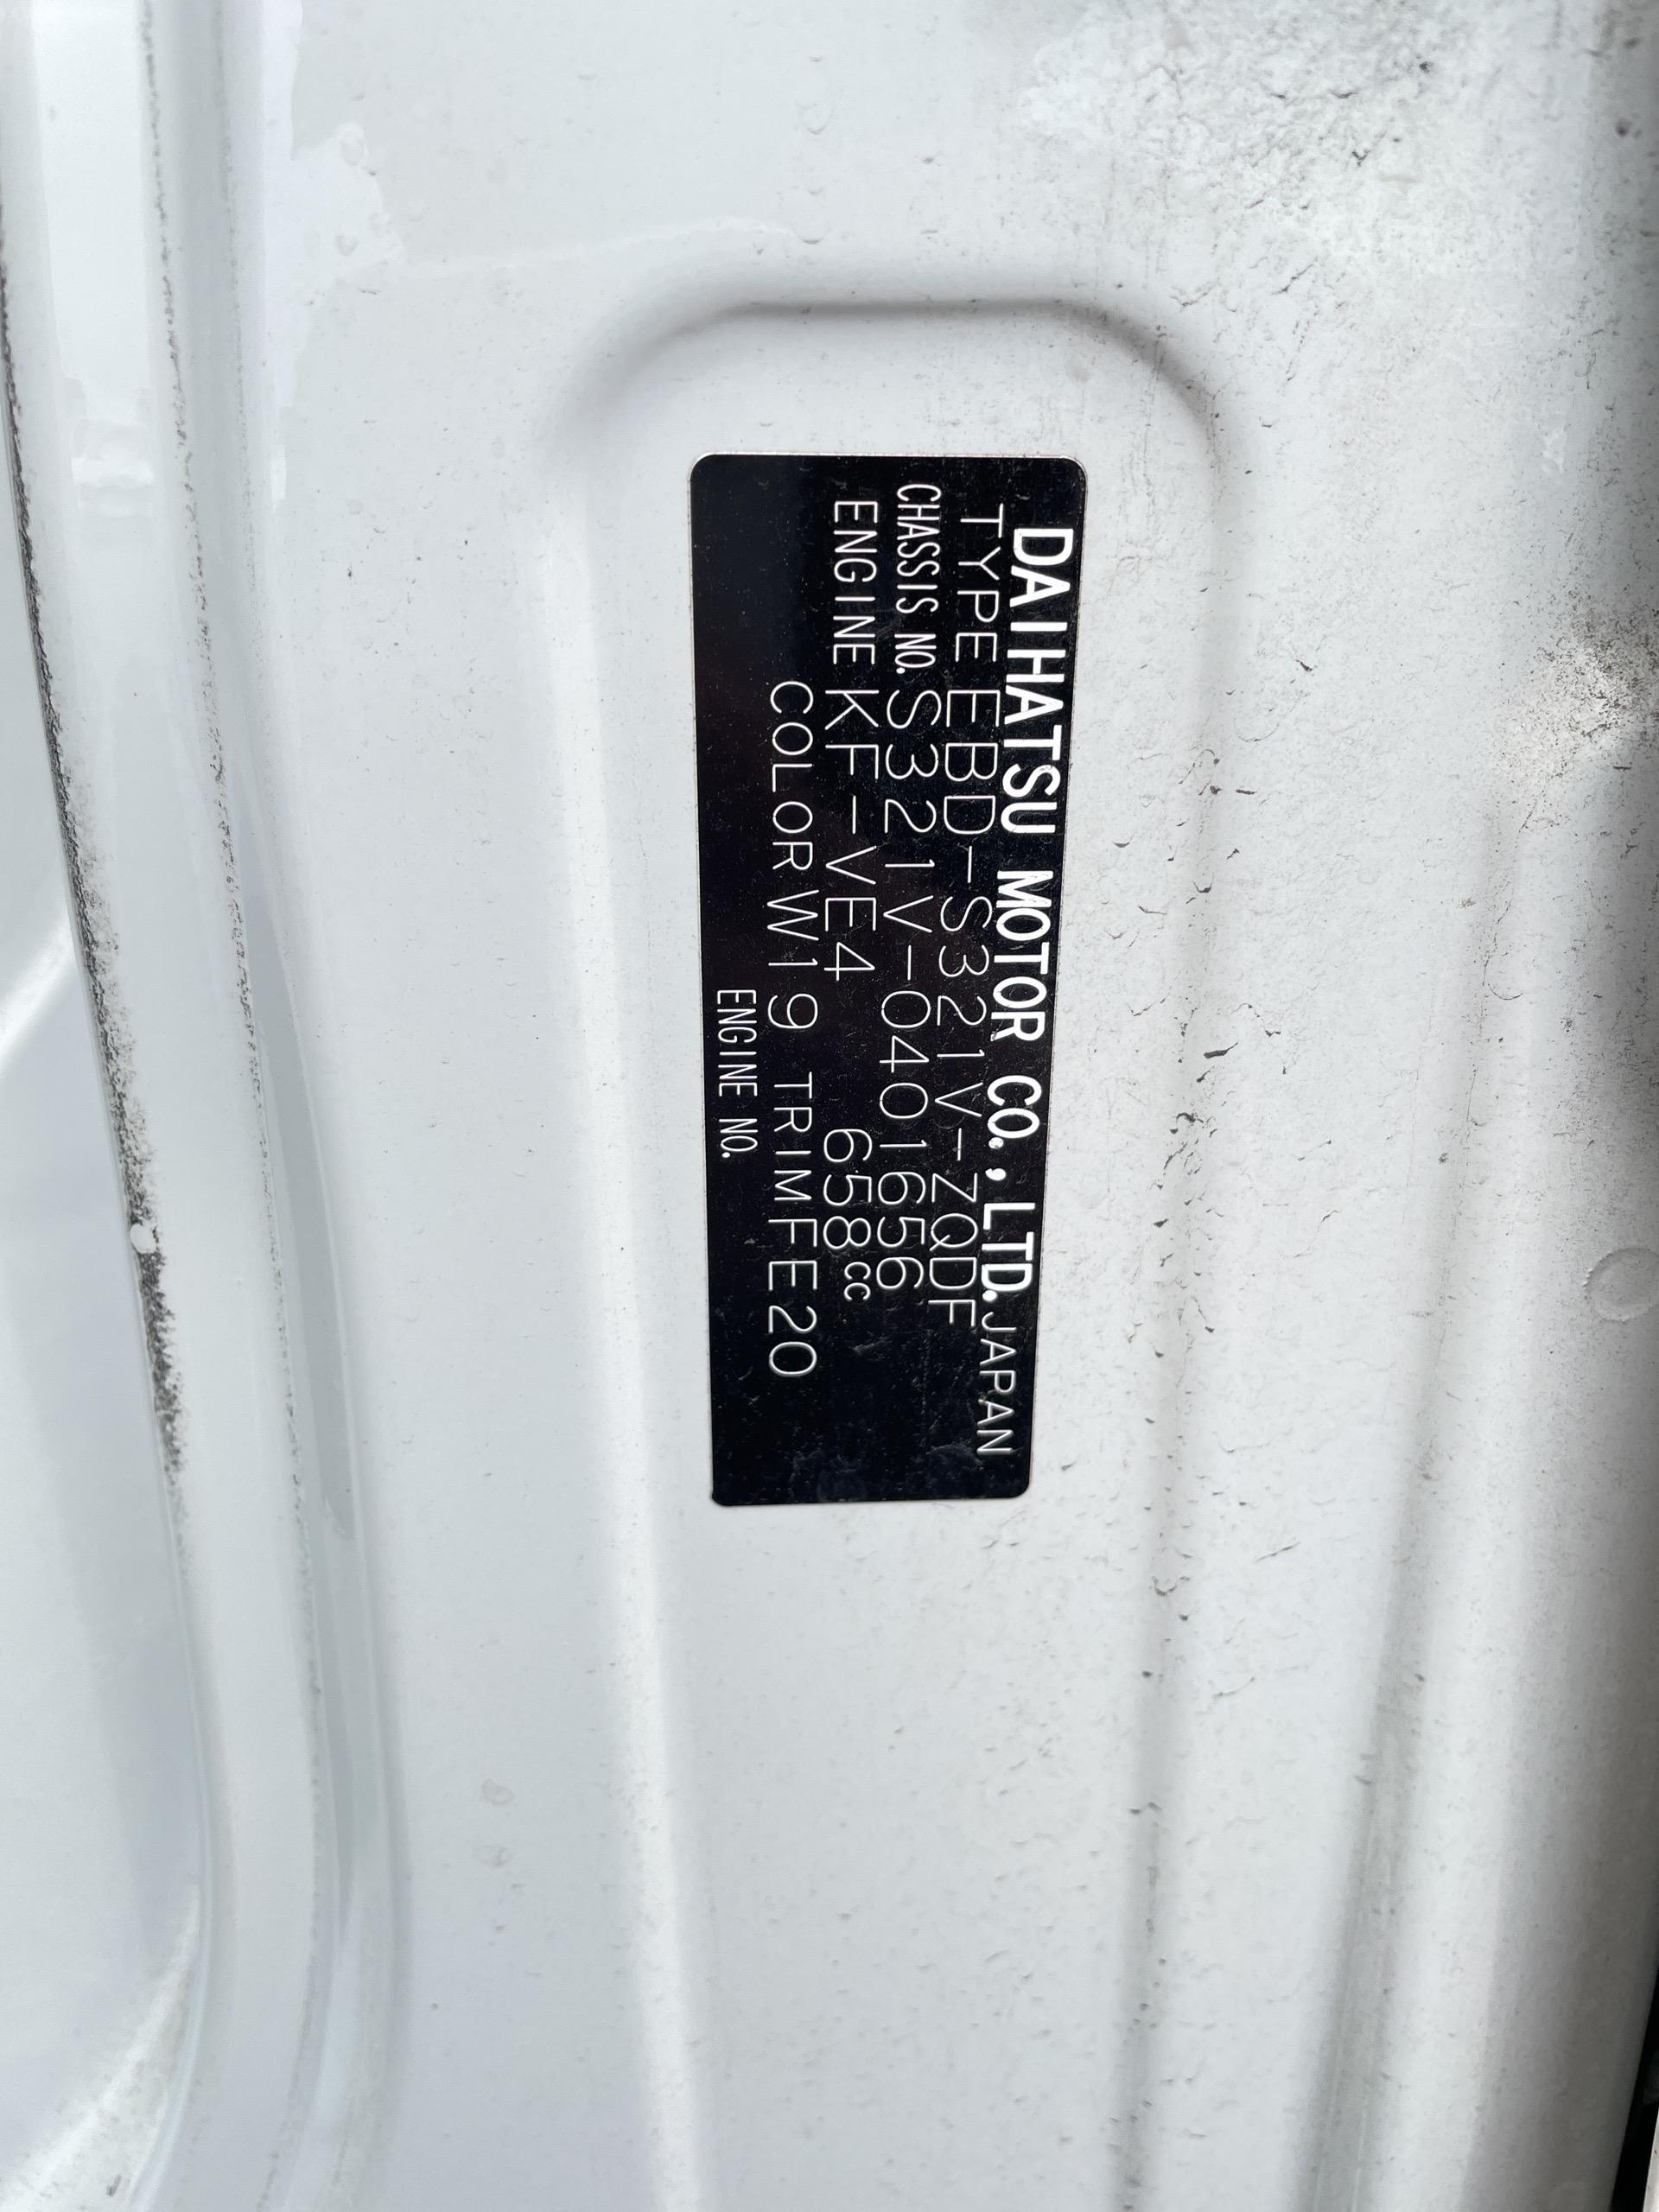 DAIHATSU MOTOR CO., LTD. JAPAN
TYPE EBD-S321V-ZQDF
CHASSIS NO. S321V-0401656
ENGINE KF-VE4 658cc
COLOR W19 TRIM FE20
ENGINE NO.